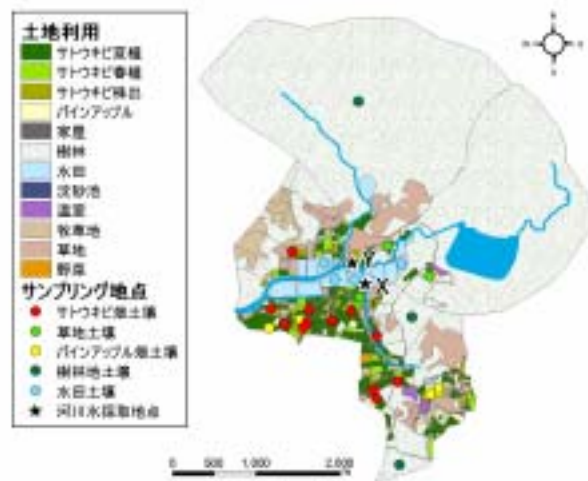 土地利用
サトウキビ夏植
サトウキビ春植
サトウキビ株出
パインアップル
家屋
樹林
水田
沈砂池
温室
牧草地
草地
野菜
サンプリング地点
サトウキビ畑土壌
草地土壌
パインアップル畑土壌
樹林地土壌
水田土壌
河川水採取地点
Y
X
0 500 1,000 2,000